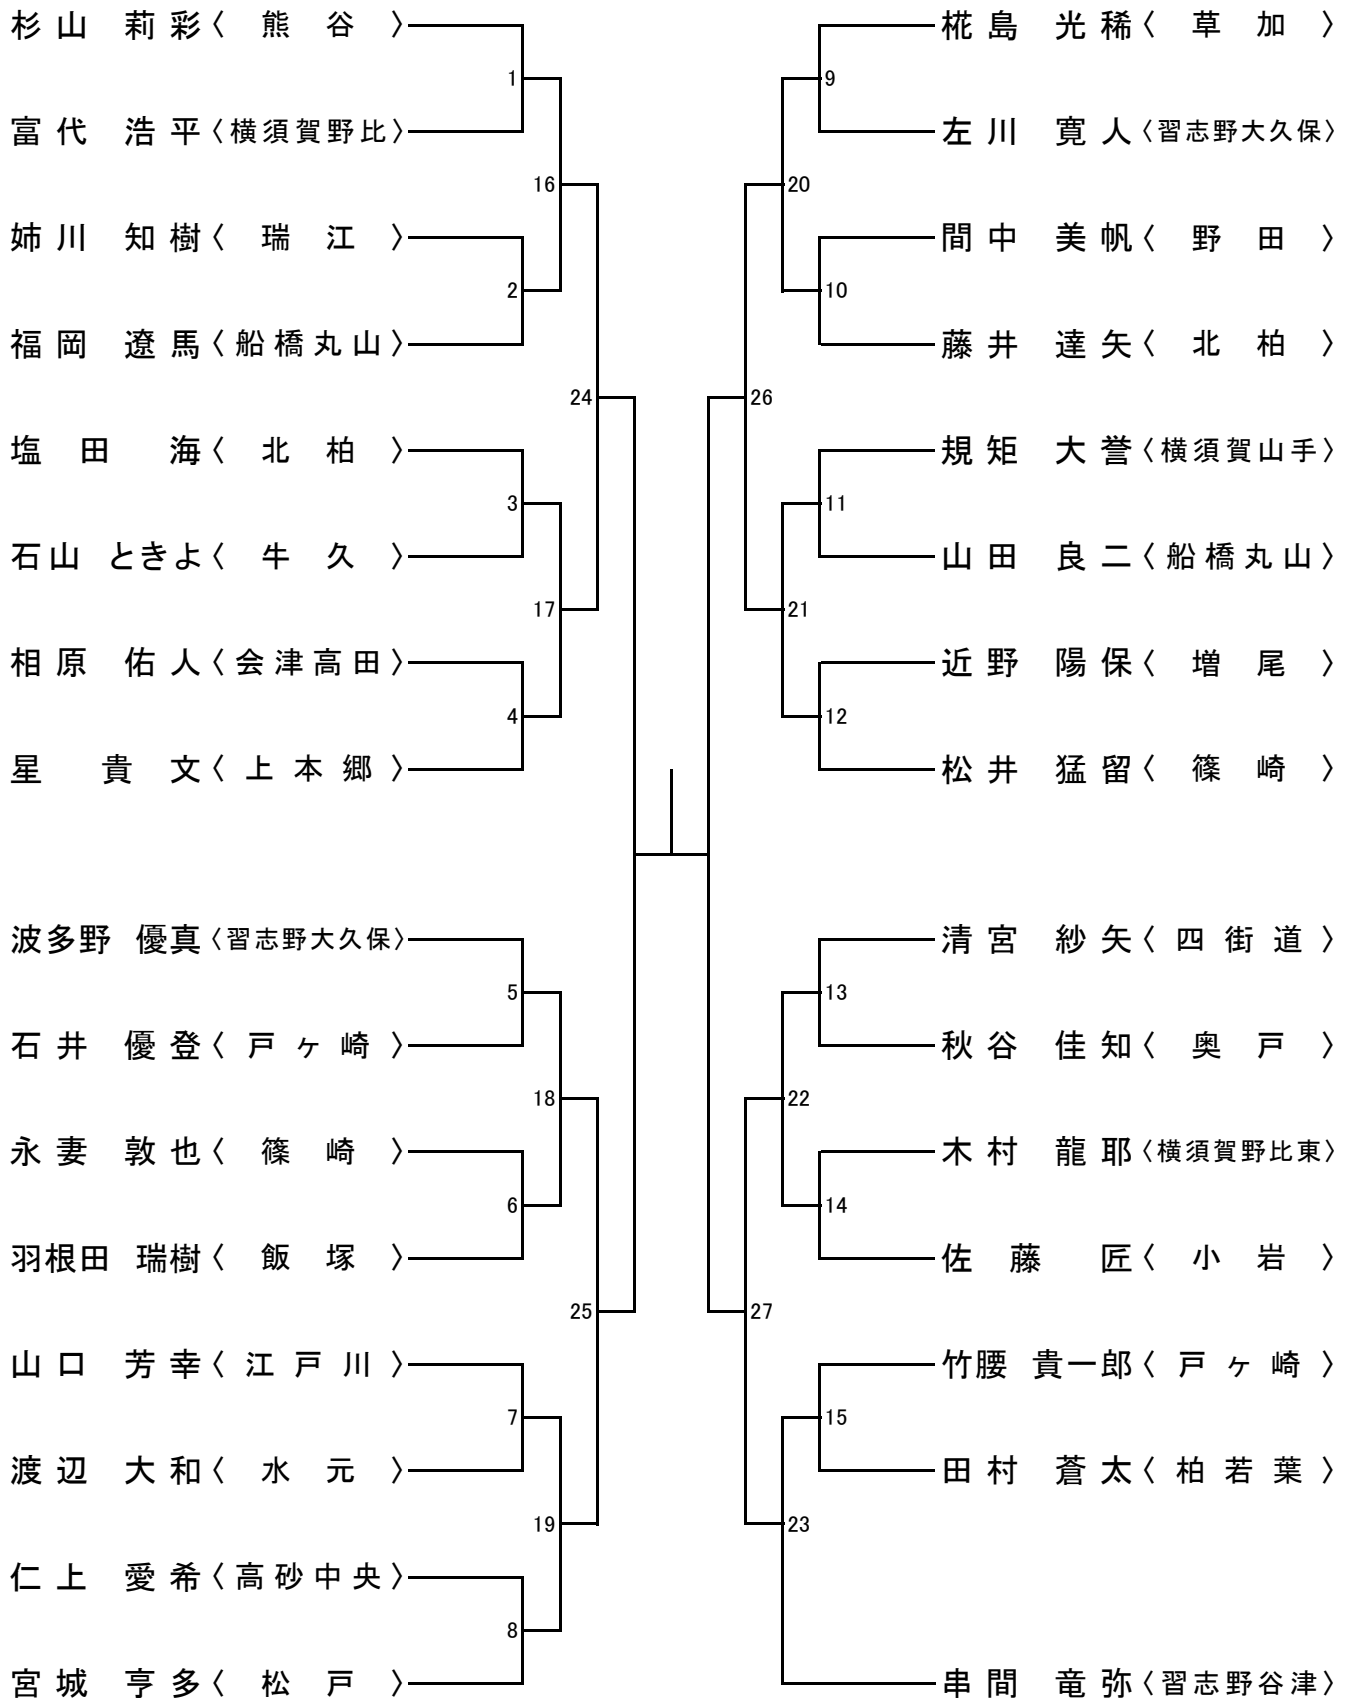 杉山 莉彩〈 熊谷 〉
1
富代 浩平〈横須賀野比〉
16
姉川 知樹〈 瑞江 〉
2
福岡 遼馬〈船橋丸山〉
24
塩田 海〈 北柏 〉
3
石山 ときよ〈 牛久 〉
17
相原 佑人〈会津高田〉
4
星 貴文〈 上本郷 〉
波多野 優真〈習志野大久保〉
5
石井 優登〈 戸ヶ崎 〉
18
永妻 敦也〈 篠崎 〉
6
羽根田 瑞樹〈 飯塚 〉
25
山口 芳幸〈 江戸川 〉
7
渡辺 大和〈 水元 〉
19
仁上 愛希〈高砂中央〉
8
宮城 亨多〈 松戸 〉
椛島 光稀〈 草加 〉
9
左川 寛人〈習志野大久保〉
20
間中 美帆〈 野田 〉
10
藤井 達矢〈 北柏 〉
26
規矩 大誉〈横須賀山手〉
11
山田 良二〈船橋丸山〉
21
近野 陽保〈 増尾 〉
12
松井 猛留〈 篠崎 〉
清宮 紗矢〈 四街道 〉
13
秋谷 佳知〈 奥戸 〉
22
木村 龍耶〈横須賀野比東〉
14
佐藤 匠〈 小岩 〉
27
竹腰 貴一郎〈 戸ヶ崎 〉
15
田村 蒼太〈 柏若葉 〉
23
串間 竜弥〈習志野谷津〉